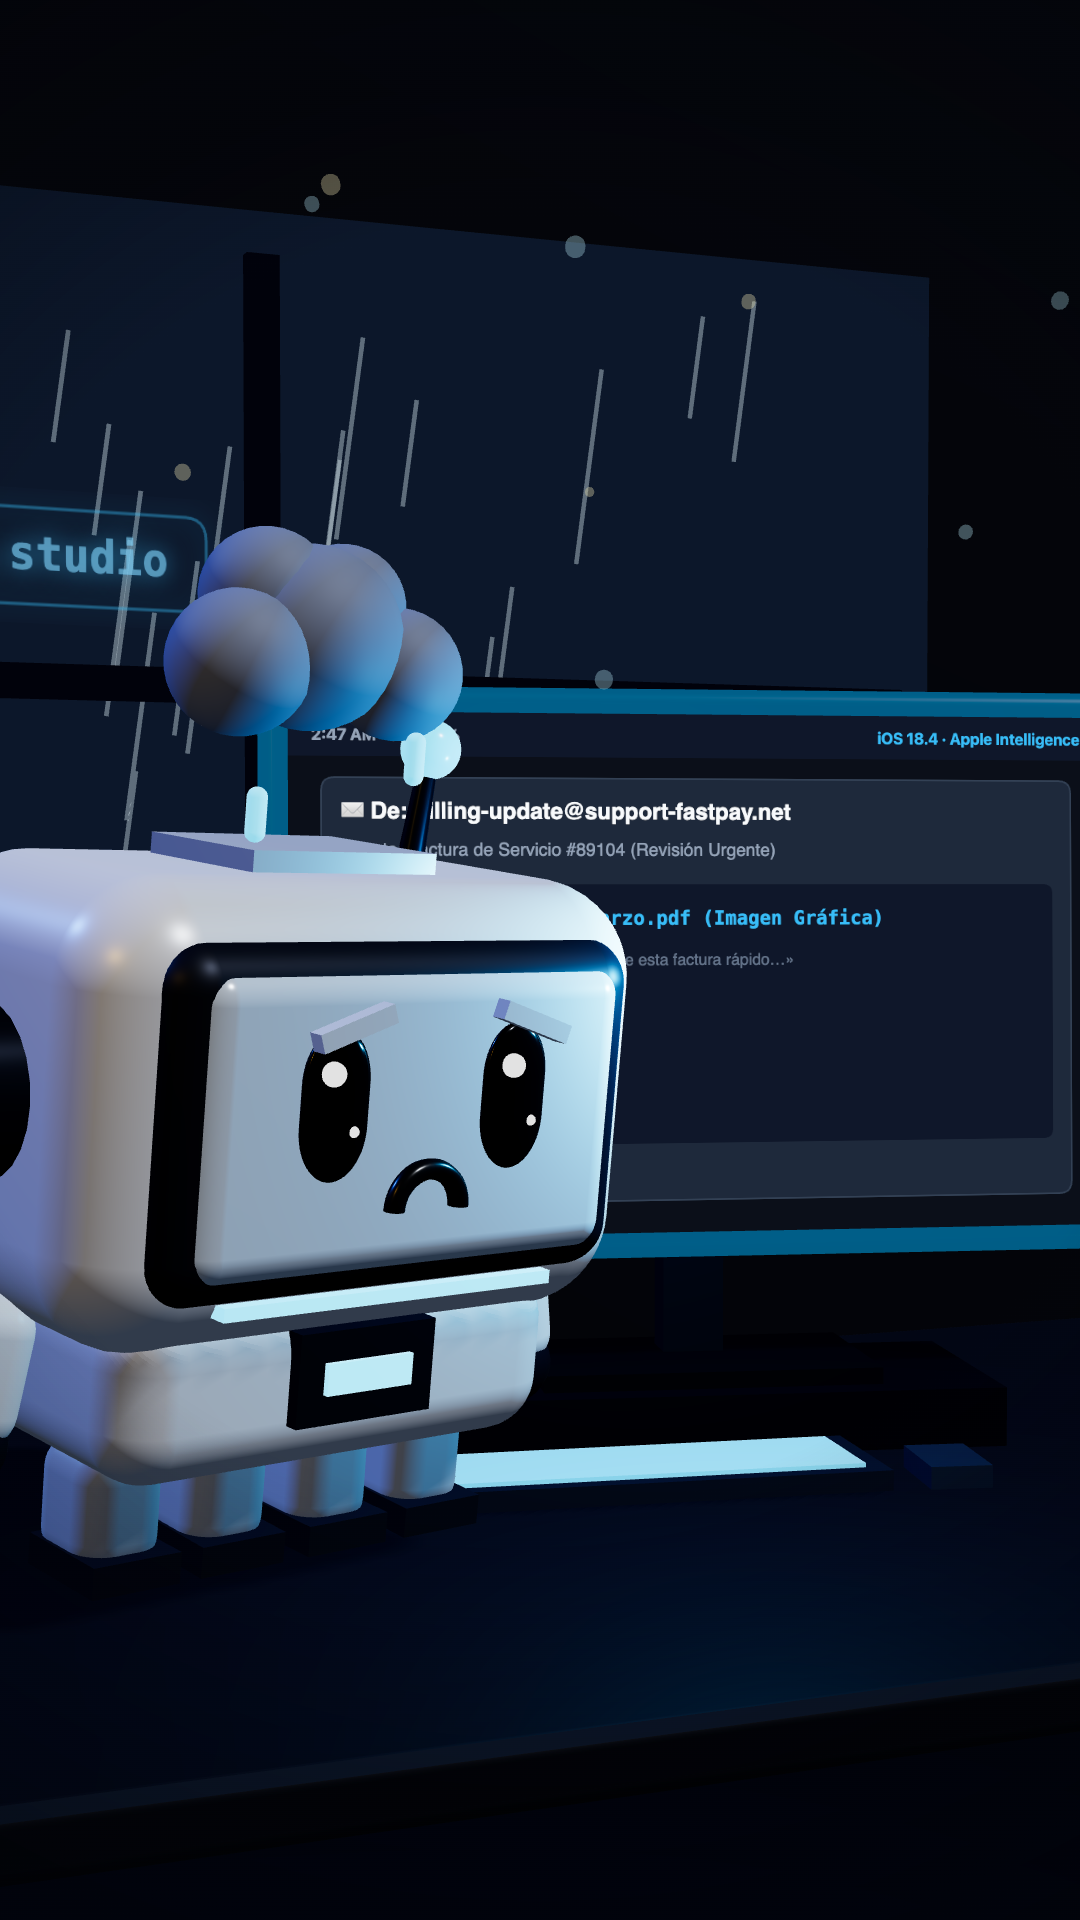 studio
2:47 AM
iOS 18.4 · Apple Intelligence
De: illing-update@support-fastpay.net
ctura de Servicio #89104 (Revisión Urgente)
rzo.pdf (Imagen Gráfica)
e esta factura rápido...»